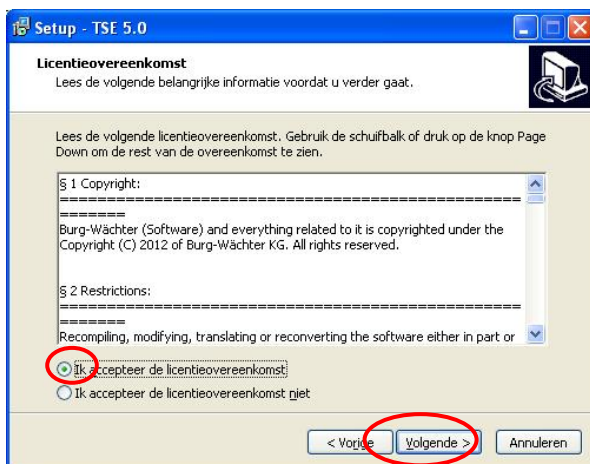 Setup - TSE 5.0
Licentieovereenkomst
Lees de volgende belangrijke informatie voordat u verder gaat.
Lees de volgende licentieovereenkomst. Gebruik de schuifbalk of druk op de knop Page
Down om de rest van de overeenkomst te zien.
§ 1 Copyright:
====================================================
=======
Burg-Wächter (Software) and everything related to it is copyrighted under the
Copyright (C) 2012 of Burg-Wächter KG. All rights reserved.
§ 2 Restrictions:
====================================================
=======
Recompiling, modifying, translating or reconverting the software either in part or
Ik accepteer de licentieovereenkomst
Ik accepteer de licentieovereenkomst niet
< Vorige Volgende > Annuleren